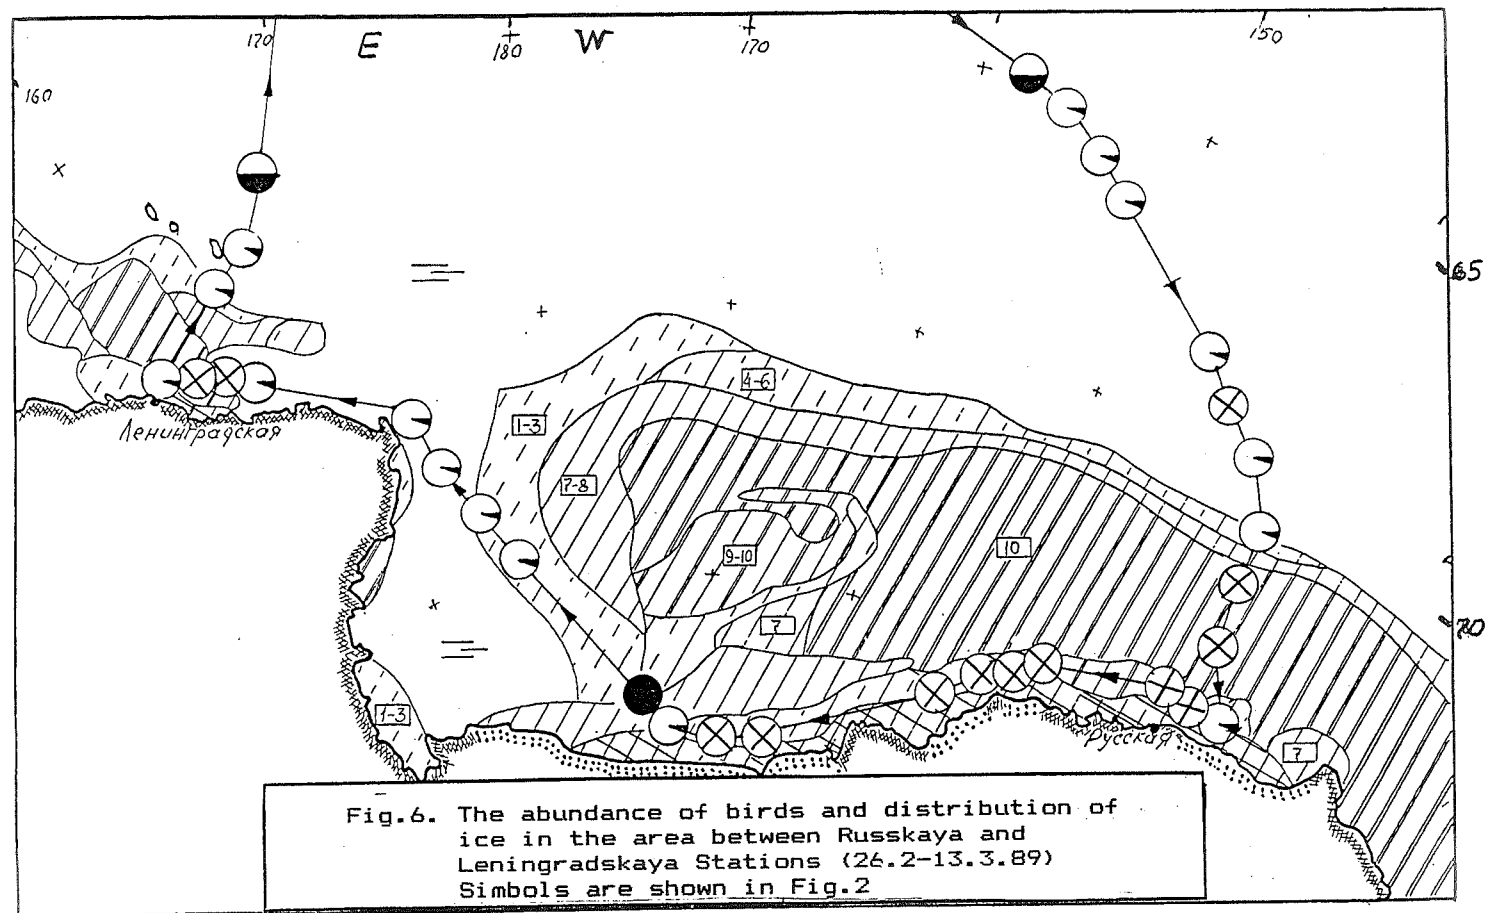 170 E 180 W 170 150
160
65
4-6
1-3
Ленинградская
7-8
10
9-10
7
70
1-3
Русская
7
Fig.6. The abundance of birds and distribution of
ice in the area between Russkaya and
Leningradskaya Stations (26.2-13.3.89)
Simbols are shown in Fig.2